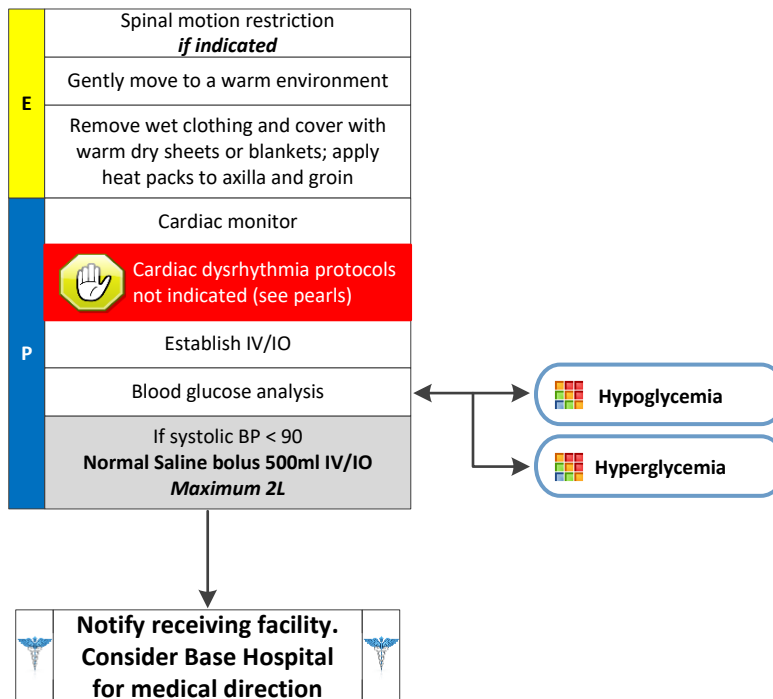 E
Spinal motion restriction
if indicated
Gently move to a warm environment
Remove wet clothing and cover with
warm dry sheets or blankets; apply
heat packs to axilla and groin
P
Cardiac monitor
Cardiac dysrhythmia protocols
not indicated (see pearls)
Establish IV/IO
Blood glucose analysis
If systolic BP < 90
Normal Saline bolus 500ml IV/IO
Maximum 2L
Hypoglycemia
Hyperglycemia
Notify receiving facility.
Consider Base Hospital
for medical direction